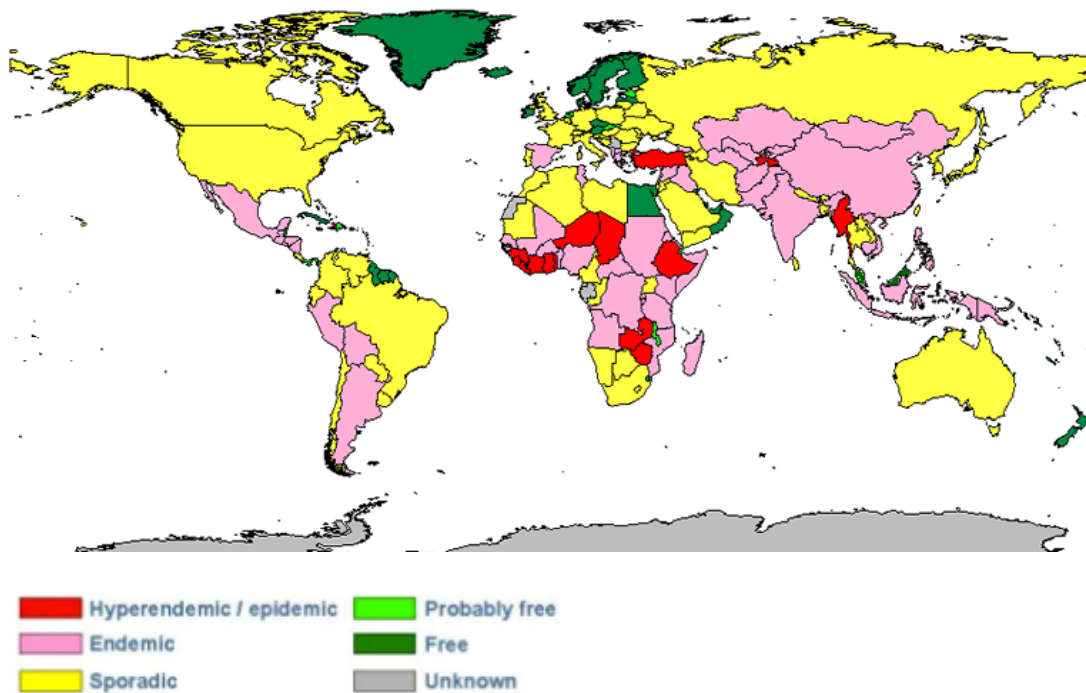 Hyperendemic / epidemic
Probably free
Endemic
Free
Sporadic
Unknown